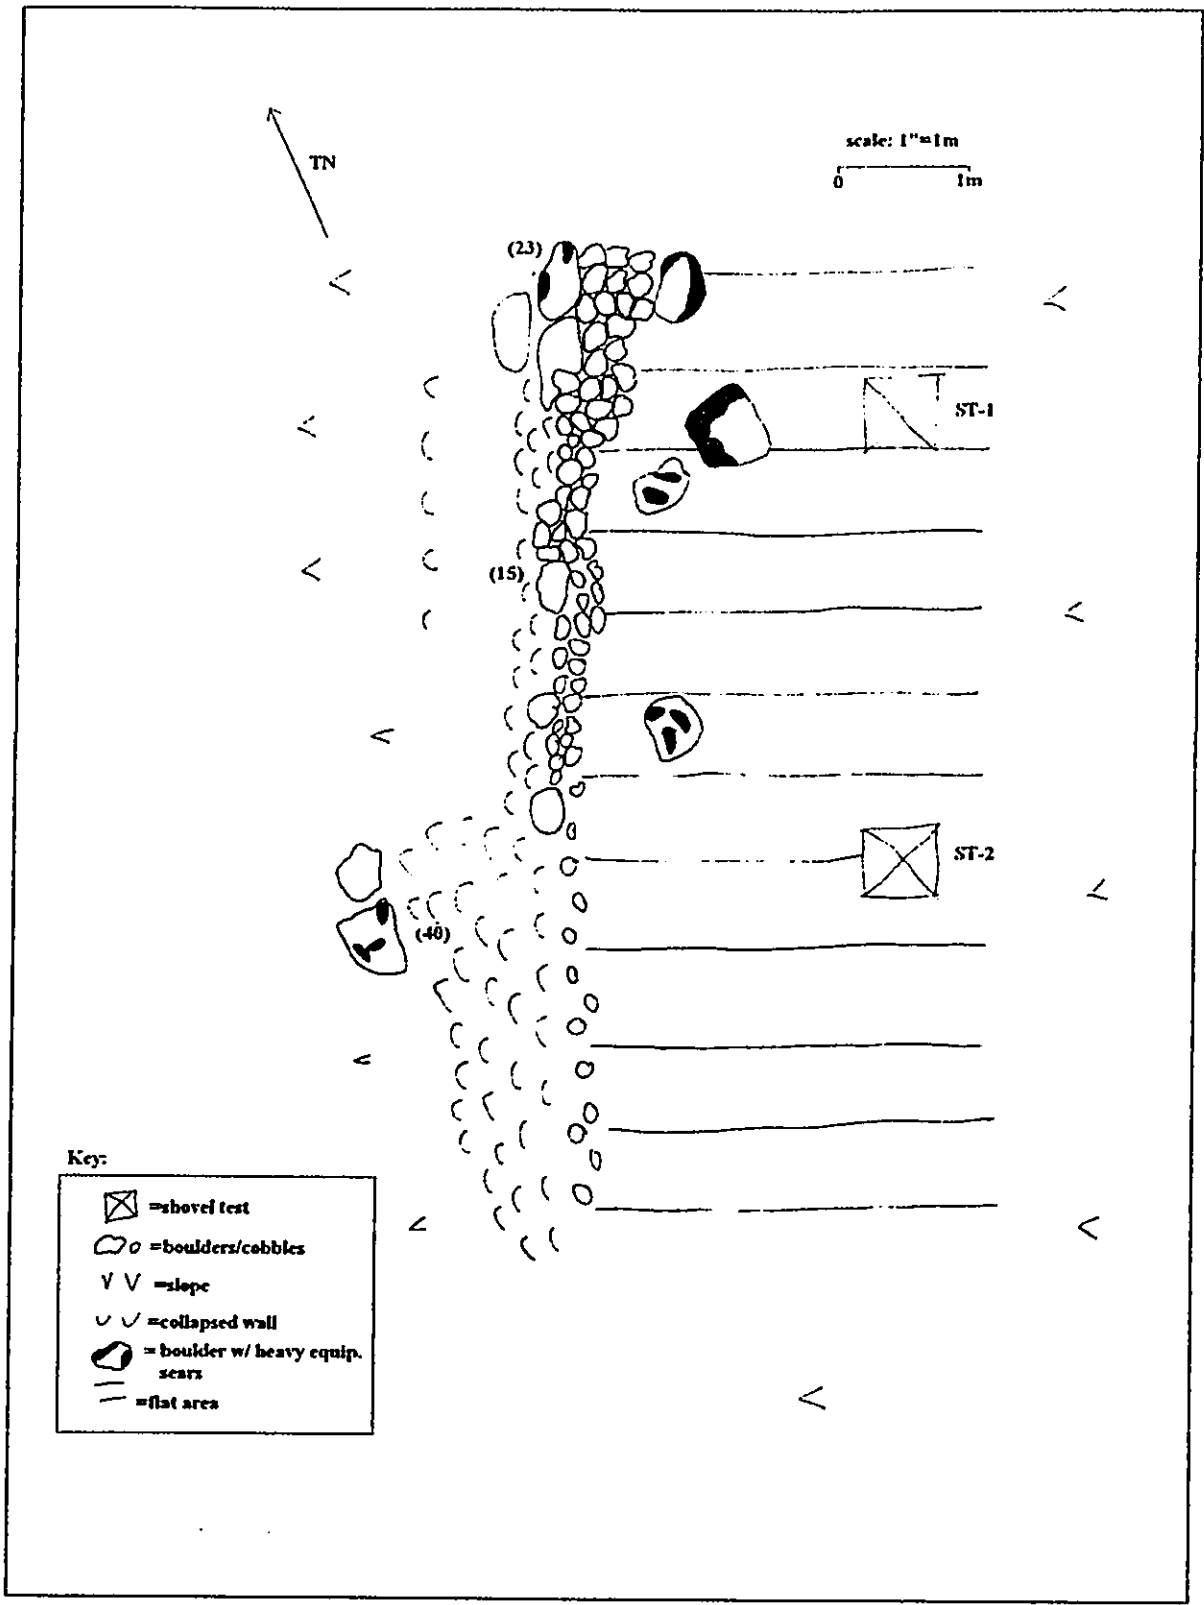 scale: 1"=1m
0 1m
TN
(23)
ST-1
(15)
ST-2
(40)
Key:
=shovel test
=boulders/cobbles
=slope
=collapsed wall
= boulder w/ heavy equip.
scars
=flat area